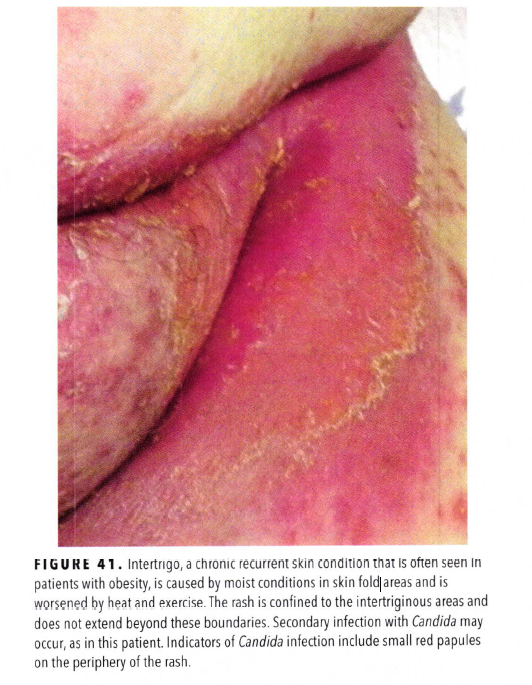 FIGURE 41. Intertrigo, a chronic recurrent skin condition that is often seen in
patients with obesity, is caused by moist conditions in skin fold areas and is
worsened by heat and exercise. The rash is confined to the intertriginous areas and
does not extend beyond these boundaries. Secondary infection with Candida may
occur, as in this patient. Indicators of Candida infection include small red papules
on the periphery of the rash.